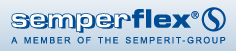 semperflex®
A MEMBER OF THE SEMPERIT-GROUP